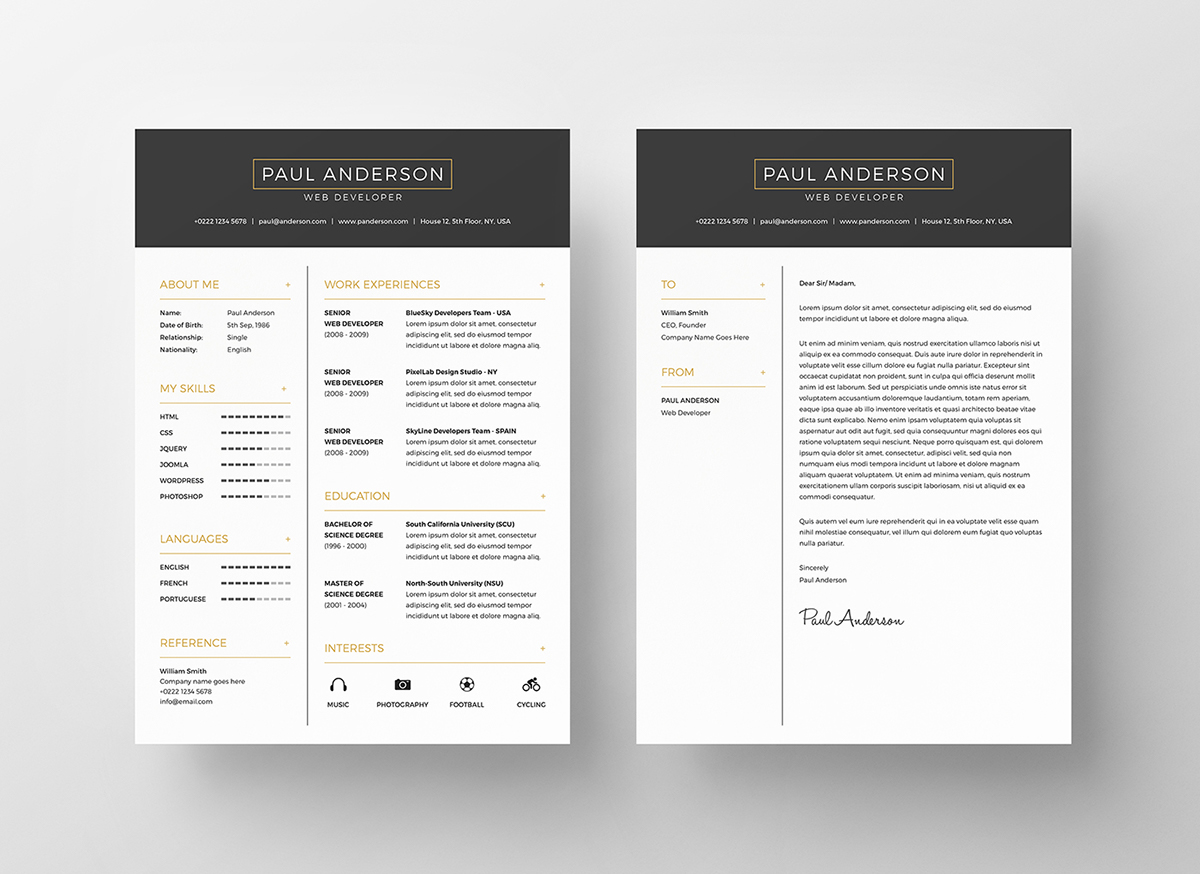 PAUL ANDERSON
WEB DEVELOPER
+0222 1234 5678 | paul@anderson.com | www.panderson.com | House 12, 5th Floor, NY, USA
ABOUT ME +
Name: Paul Anderson
Date of Birth: 5th Sep, 1986
Relationship: Single
Nationality: English
MY SKILLS +
HTML
CSS
JQUERY
JOOMLA
WORDPRESS
PHOTOSHOP
LANGUAGES +
ENGLISH
FRENCH
PORTUGUESE
REFERENCE +
William Smith
Company name goes here
+0222 1234 5678
info@email.com
WORK EXPERIENCES +
SENIOR
WEB DEVELOPER
(2008 - 2009)
BlueSky Developers Team - USA
Lorem ipsum dolor sit amet, consectetur
adipiscing elit, sed do eiusmod tempor
incididunt ut labore et dolore magna aliq.
SENIOR
WEB DEVELOPER
(2008 - 2009)
PixelLab Design Studio - NY
Lorem ipsum dolor sit amet, consectetur
adipiscing elit, sed do eiusmod tempor
incididunt ut labore et dolore magna aliq.
SENIOR
WEB DEVELOPER
(2008 - 2009)
SkyLine Developers Team - SPAIN
Lorem ipsum dolor sit amet, consectetur
adipiscing elit, sed do eiusmod tempor
incididunt ut labore et dolore magna aliq.
EDUCATION +
BACHELOR OF
SCIENCE DEGREE
(1996 - 2000)
South California University (SCU)
Lorem ipsum dolor sit amet, consectetur
adipiscing elit, sed do eiusmod tempor
incididunt ut labore et dolore magna aliq.
MASTER OF
SCIENCE DEGREE
(2001 - 2004)
North-South University (NSU)
Lorem ipsum dolor sit amet, consectetur
adipiscing elit, sed do eiusmod tempor
incididunt ut labore et dolore magna aliq.
INTERESTS +
MUSIC
PHOTOGRAPHY
FOOTBALL
CYCLING
PAUL ANDERSON
WEB DEVELOPER
+0222 1234 5678 | paul@anderson.com | www.panderson.com | House 12, 5th Floor, NY, USA
TO +
William Smith
CEO, Founder
Company Name Goes Here
FROM +
PAUL ANDERSON
Web Developer
Dear Sir/ Madam,
Lorem ipsum dolor sit amet, consectetur adipiscing elit, sed do eiusmod
tempor incididunt ut labore et dolore magna aliqua.
Ut enim ad minim veniam, quis nostrud exercitation ullamco laboris nisi ut
aliquip ex ea commodo consequat. Duis aute irure dolor in reprehenderit in
voluptate velit esse cillum dolore eu fugiat nulla pariatur. Excepteur sint
occaecat cupidatat non proident, sunt in culpa qui officia deserunt mollit
anim id est laborum. Sed ut perspiciatis unde omnis iste natus error sit
voluptatem accusantium doloremque laudantium, totam rem aperiam,
eaque ipsa quae ab illo inventore veritatis et quasi architecto beatae vitae
dicta sunt explicabo. Nemo enim ipsam voluptatem quia voluptas sit
aspernatur aut odit aut fugit, sed quia consequuntur magni dolores eos qui
ratione voluptatem sequi nesciunt. Neque porro quisquam est, qui dolorem
ipsum quia dolor sit amet, consectetur, adipisci velit, sed quia non
numquam eius modi tempora incidunt ut labore et dolore magnam
aliquam quaerat voluptatem. Ut enim ad minima veniam, quis nostrum
exercitationem ullam corporis suscipit laboriosam, nisi ut aliquid ex ea
commodi consequatur.
Quis autem vel eum iure reprehenderit qui in ea voluptate velit esse quam
nihil molestiae consequatur, vel illum qui dolorem eum fugiat quo voluptas
nulla pariatur.
Sincerely
Paul Anderson
Paul Anderson